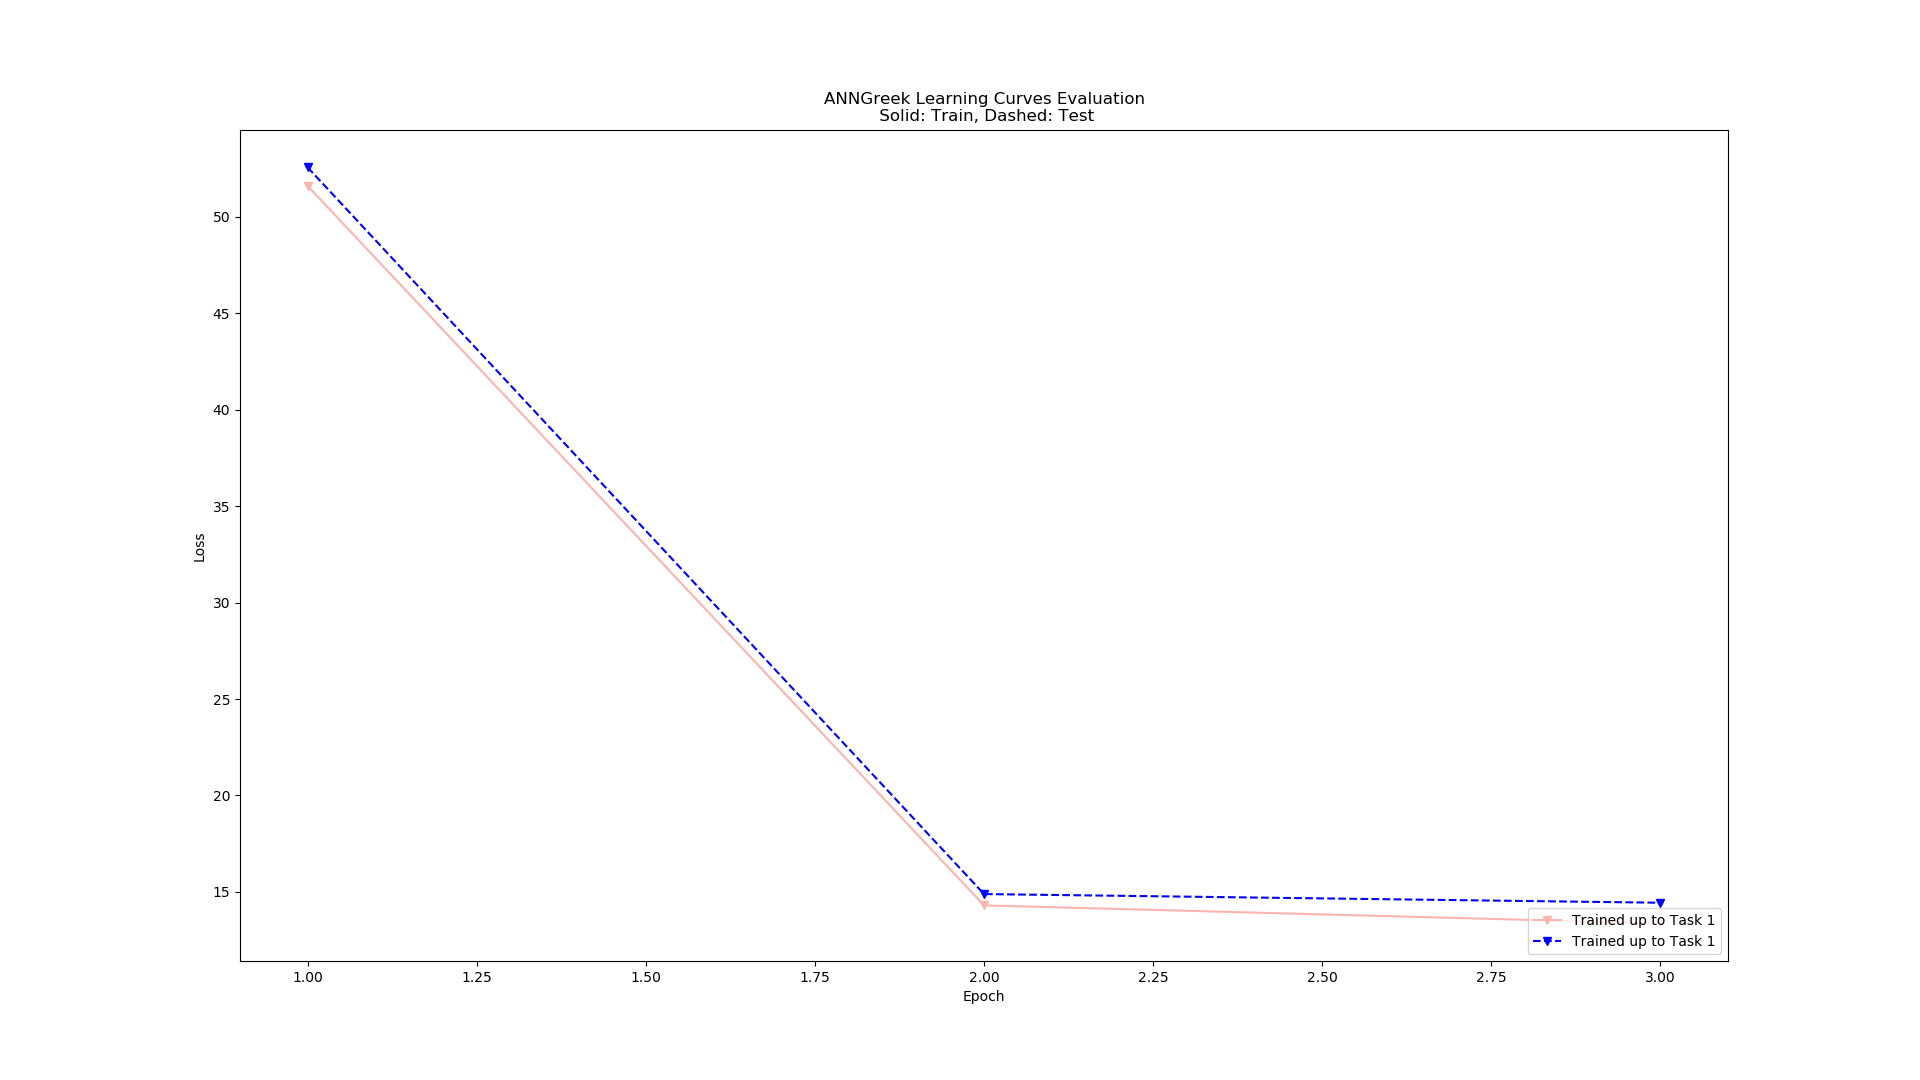 ANNGreek Learning Curves Evaluation
Solid: Train, Dashed: Test
Loss
50
45
40
35
30
25
20
15
Trained up to Task 1
Trained up to Task 1
1.00 1.25 1.50 1.75 2.00 2.25 2.50 2.75 3.00
Epoch